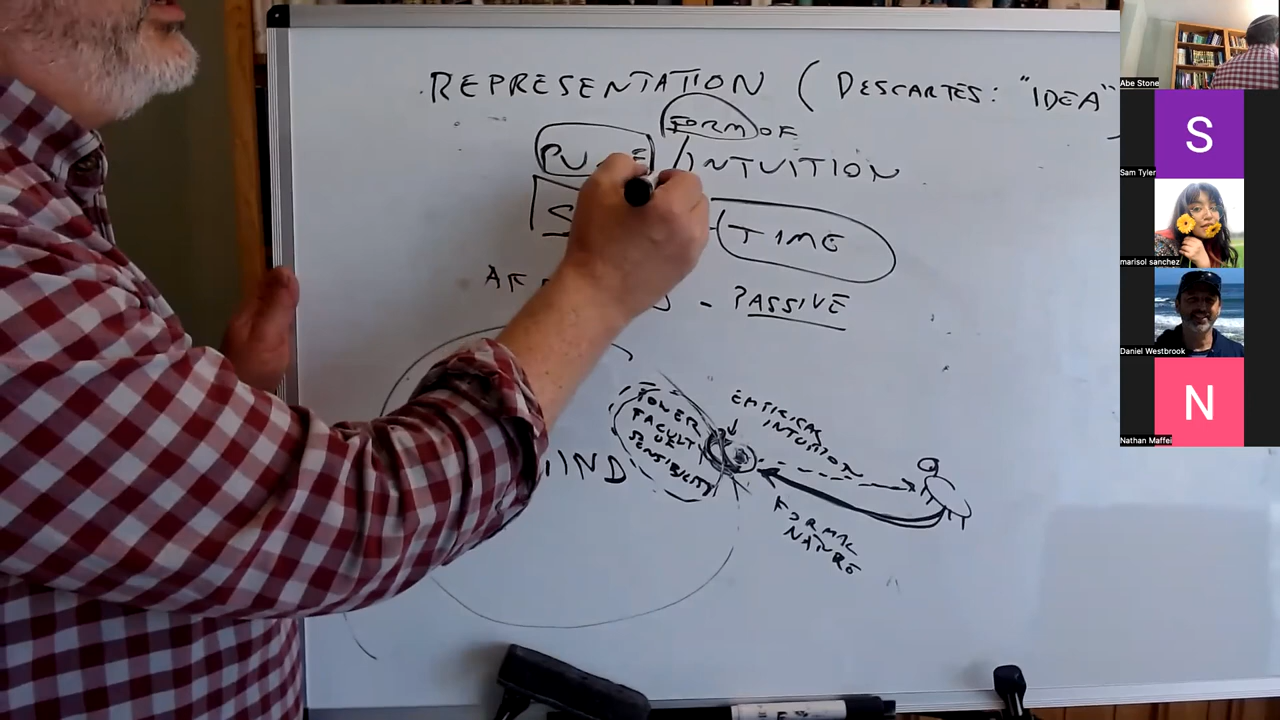 REPRESENTATION (DESCARTES: "IDEA")
FORM OF
INTUITION
TIME
- PASSIVE
EMPIRICAL
INTUITION
POWER
FACULTY
OF
SENSIBILITY
FORMAL
NATURE
Abe Stone
S
Sam Tyler
marisol sanchez
Daniel Westbrook
N
Nathan Maffei